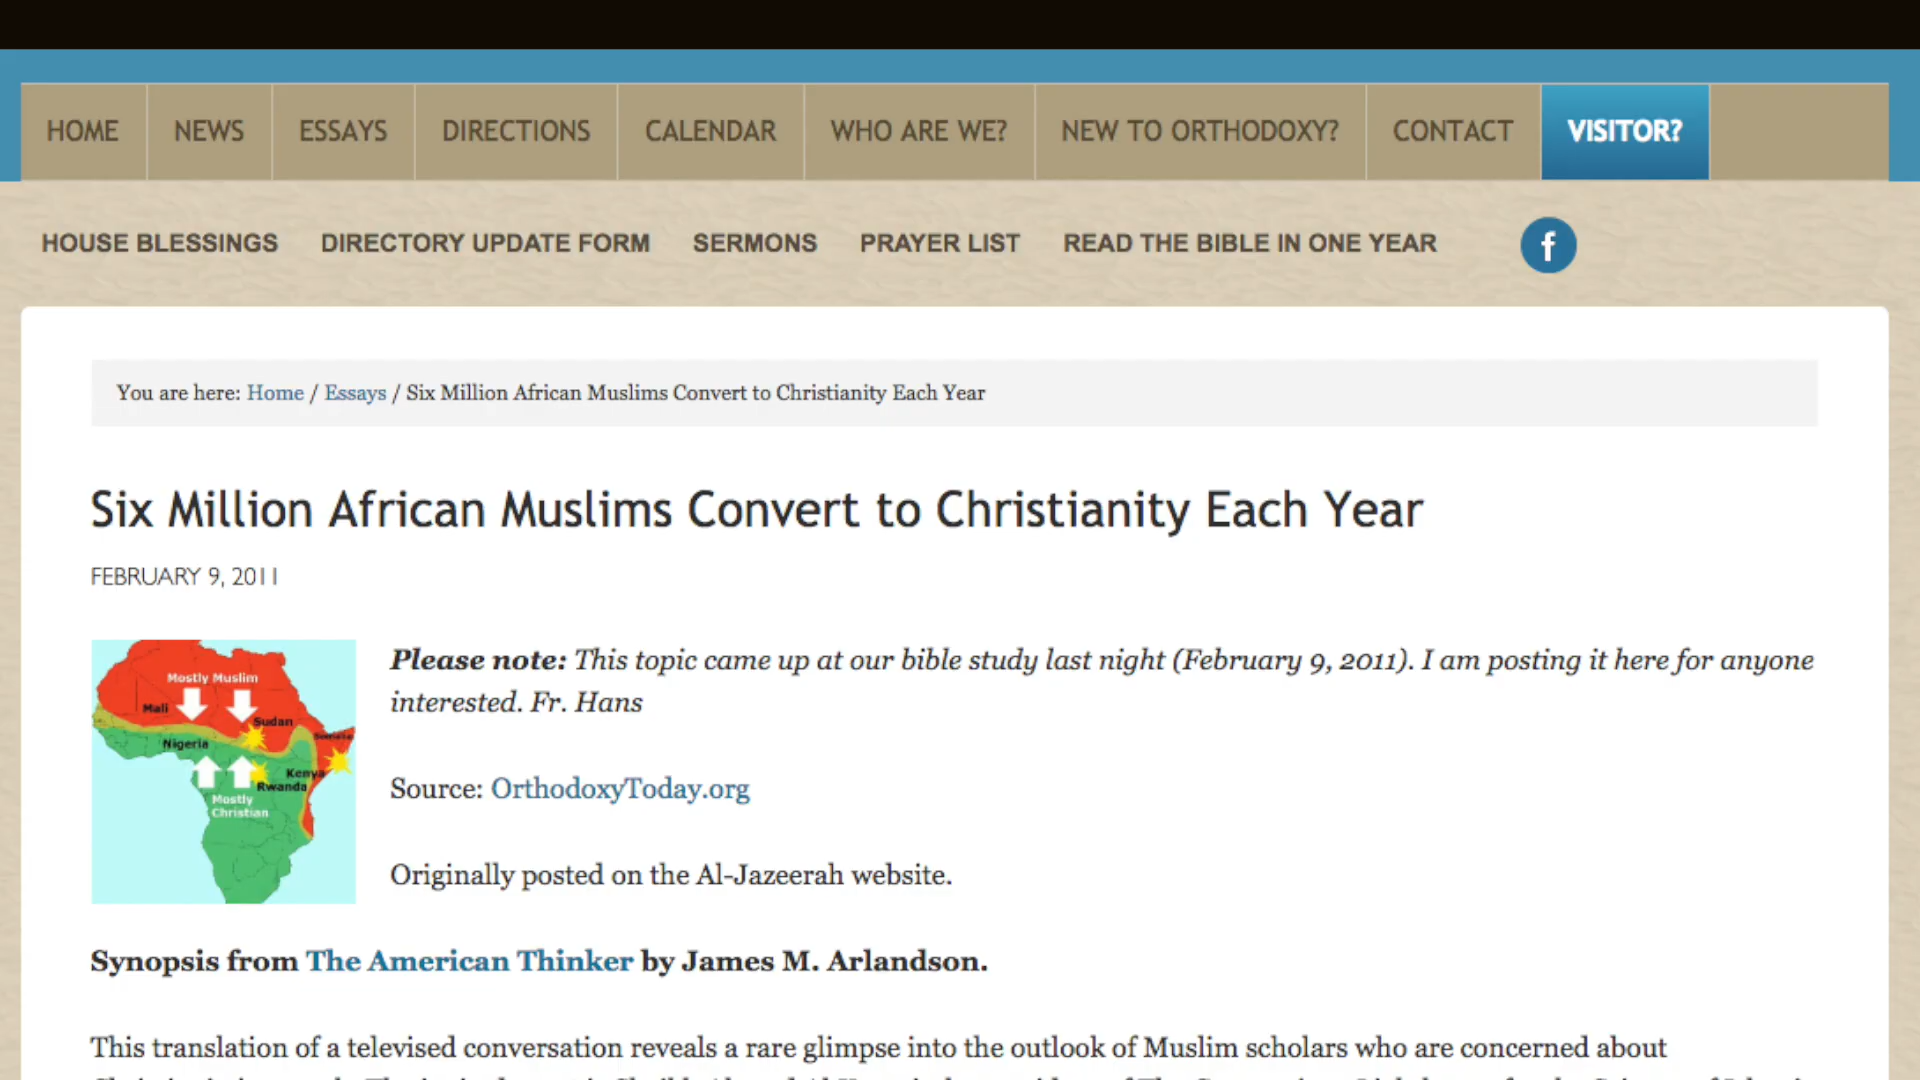 HOME NEWS ESSAYS DIRECTIONS CALENDAR WHO ARE WE? NEW TO ORTHODOXY? CONTACT VISITOR?
HOUSE BLESSINGS DIRECTORY UPDATE FORM SERMONS PRAYER LIST READ THE BIBLE IN ONE YEAR f
You are here: Home / Essays / Six Million African Muslims Convert to Christianity Each Year
Six Million African Muslims Convert to Christianity Each Year
FEBRUARY 9, 2011
Mostly Muslim
Mali
Sudan
Nigeria
Kenya
Rwanda
Mostly
Christian
Please note: This topic came up at our bible study last night (February 9, 2011). I am posting it here for anyone
interested. Fr. Hans
Source: OrthodoxyToday.org
Originally posted on the Al-Jazeerah website.
Synopsis from The American Thinker by James M. Arlandson.
This translation of a televised conversation reveals a rare glimpse into the outlook of Muslim scholars who are concerned about